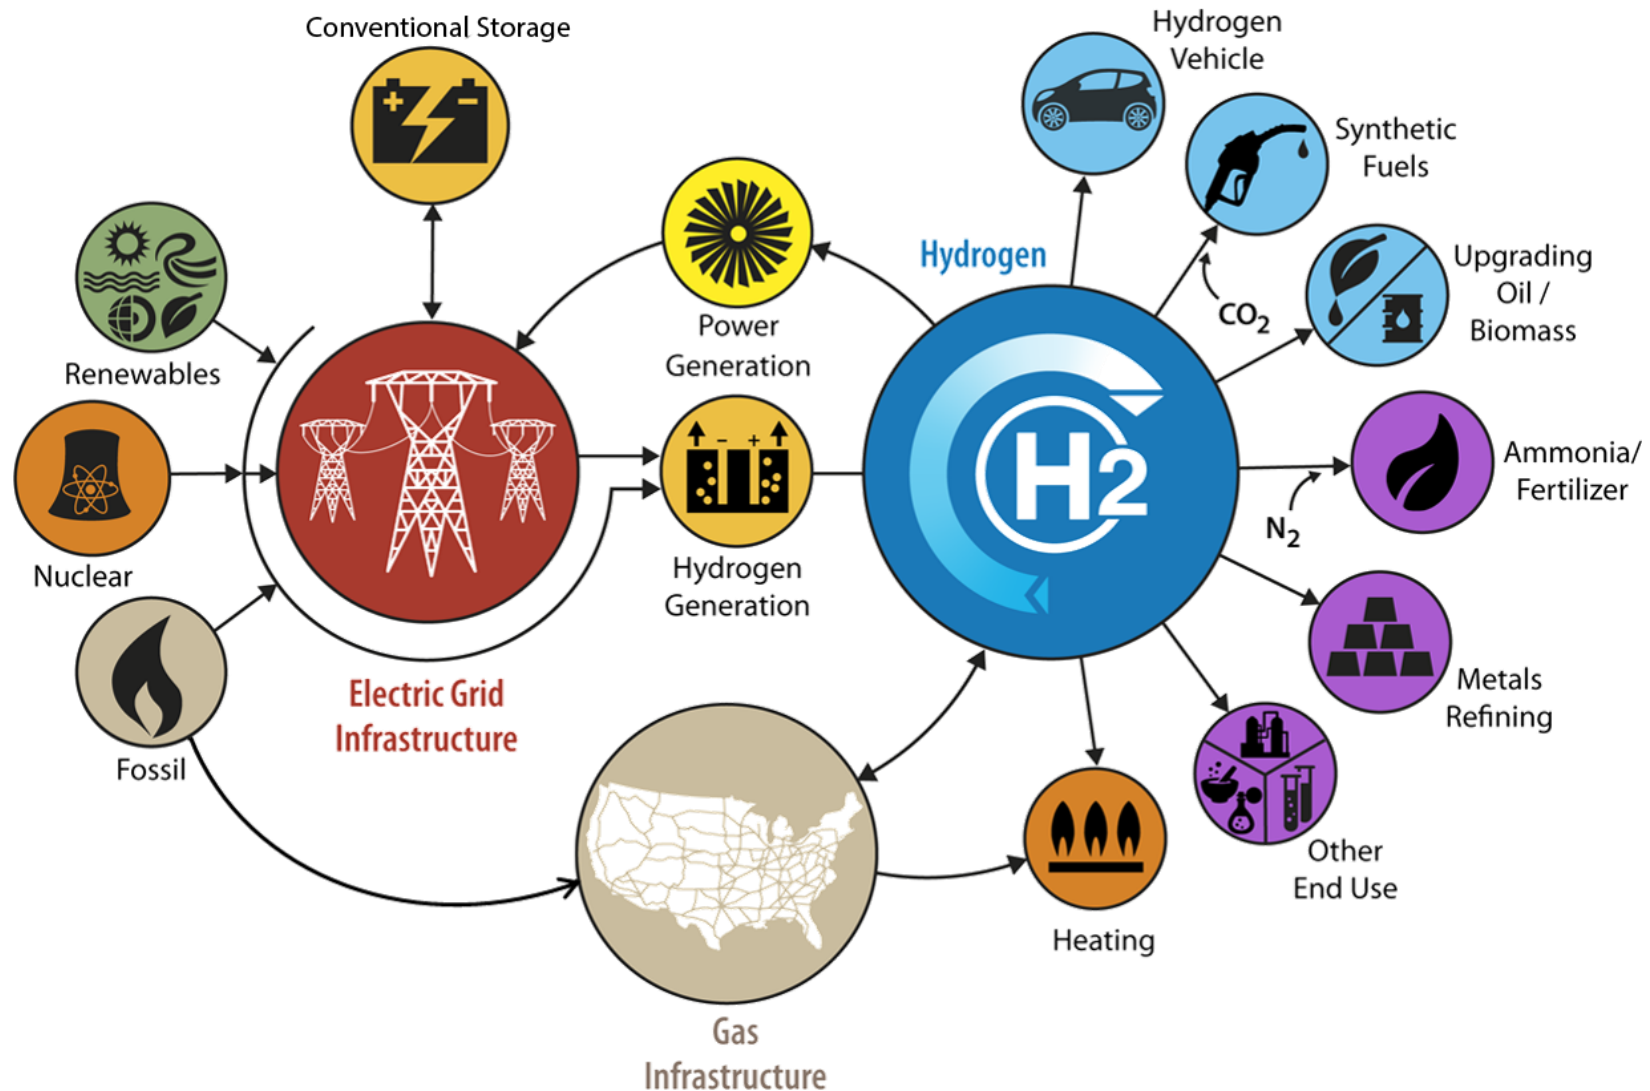 Conventional Storage
+ -
Hydrogen
Vehicle
Synthetic
Fuels
CO2
Upgrading
Oil /
Biomass
Renewables
Power
Generation
Hydrogen
H2
Ammonia/
Fertilizer
N2
Nuclear
- +
Hydrogen
Generation
Metals
Refining
Fossil
Electric Grid
Infrastructure
Other
End Use
Heating
Gas
Infrastructure